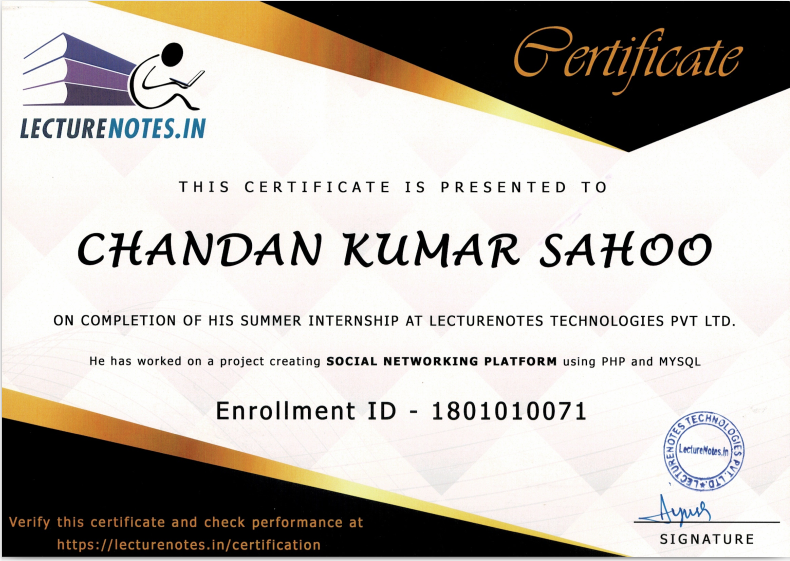 Certificate
LECTURENOTES.IN
THIS CERTIFICATE IS PRESENTED TO
CHANDAN KUMAR SAHOO
ON COMPLETION OF HIS SUMMER INTERNSHIP AT LECTURENOTES TECHNOLOGIES PVT LTD.
He has worked on a project creating SOCIAL NETWORKING PLATFORM using PHP and MYSQL
Enrollment ID - 1801010071
LECTURENOTES TECHNOLOGIES PVT. LTD.
LectureNotes.in
Verify this certificate and check performance at
https://lecturenotes.in/certification
SIGNATURE